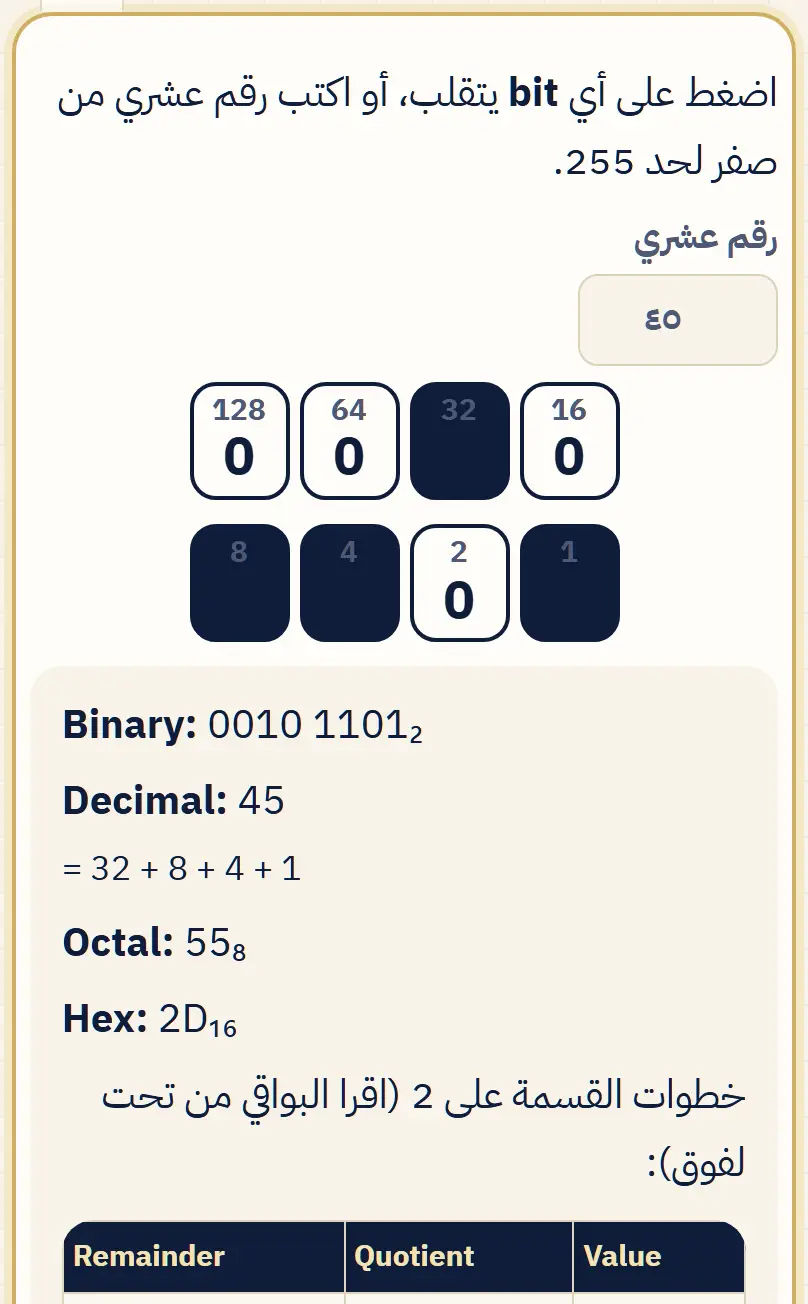 اضغط على أي bit يتقلب، أو اكتب رقم عشري من
صفر لحد 255.
رقم عشري
٤٥
128 64 32 16
0 0 0
8 4 2 1
0
Binary: 0010 1101₂
Decimal: 45
= 32 + 8 + 4 + 1
Octal: 55₈
Hex: 2D₁₆
خطوات القسمة على 2 (اقرا البواقي من تحت
لفوق):
Remainder Quotient Value